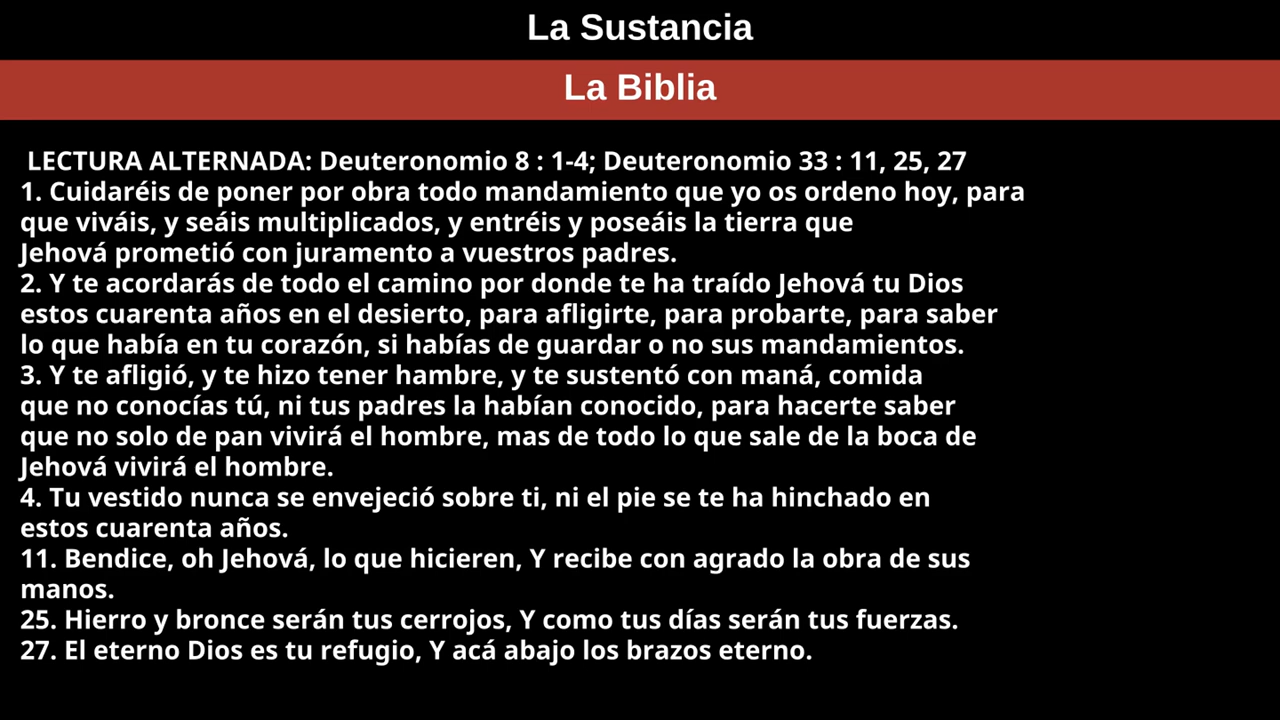 La Sustancia
La Biblia
LECTURA ALTERNADA: Deuteronomio 8 : 1-4; Deuteronomio 33 : 11, 25, 27
1. Cuidaréis de poner por obra todo mandamiento que yo os ordeno hoy, para
que viváis, y seáis multiplicados, y entréis y poseáis la tierra que
Jehová prometió con juramento a vuestros padres.
2. Y te acordarás de todo el camino por donde te ha traído Jehová tu Dios
estos cuarenta años en el desierto, para afligirte, para probarte, para saber
lo que había en tu corazón, si habías de guardar o no sus mandamientos.
3. Y te afligió, y te hizo tener hambre, y te sustentó con maná, comida
que no conocías tú, ni tus padres la habían conocido, para hacerte saber
que no solo de pan vivirá el hombre, mas de todo lo que sale de la boca de
Jehová vivirá el hombre.
4. Tu vestido nunca se envejeció sobre ti, ni el pie se te ha hinchado en
estos cuarenta años.
11. Bendice, oh Jehová, lo que hicieren, Y recibe con agrado la obra de sus
manos.
25. Hierro y bronce serán tus cerrojos, Y como tus días serán tus fuerzas.
27. El eterno Dios es tu refugio, Y acá abajo los brazos eterno.